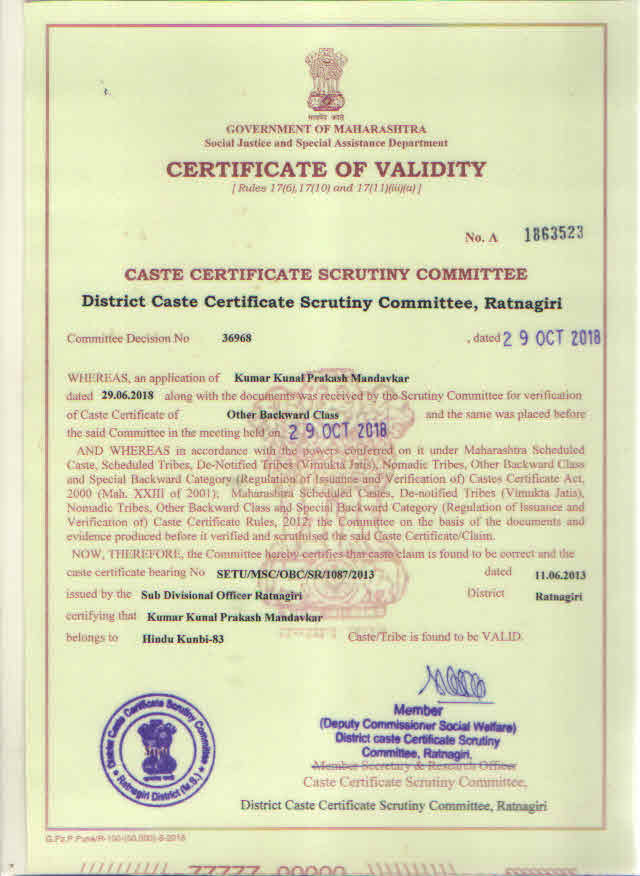 सत्यमेव जयते
GOVERNMENT OF MAHARASHTRA
Social Justice and Special Assistance Department
CERTIFICATE OF VALIDITY
[ Rules 17(6), 17(10) and 17(11)(iii)(a) ]
No. A 1863523
CASTE CERTIFICATE SCRUTINY COMMITTEE
District Caste Certificate Scrutiny Committee, Ratnagiri
Committee Decision No 36968 , dated 29 OCT 2018
WHEREAS, an application of Kumar Kunal Prakash Mandavkar
dated 29.06.2018 along with the documents was received by the Scrutiny Committee for verification
of Caste Certificate of Other Backward Class and the same was placed before
the said Committee in the meeting held on 29 OCT 2018
AND WHEREAS in accordance with the powers conferred on it under Maharashtra Scheduled
Caste, Scheduled Tribes, De-Notified Tribes (Vimukta Jatis), Nomadic Tribes, Other Backward Class
and Special Backward Category (Regulation of Issuance and Verification of) Castes Certificate Act,
2000 (Mah. XXIII of 2001); Maharashtra Scheduled Castes, De-notified Tribes (Vimukta Jatis),
Nomadic Tribes, Other Backward Class and Special Backward Category (Regulation of Issuance and
Verification of) Caste Certificate Rules, 2012, the Committee on the basis of the documents and
evidence produced before it verified and scrutinised the said Caste Certificate/Claim.
NOW, THEREFORE, the Committee hereby certifies that caste claim is found to be correct and the
caste certificate bearing No SETU/MSC/OBC/SR/1087/2013 dated 11.06.2013
issued by the Sub Divisional Officer Ratnagiri District Ratnagiri
certifying that Kumar Kunal Prakash Mandavkar
belongs to Hindu Kunbi-83 Caste/Tribe is found to be VALID.
Member
(Deputy Commissioner Social Welfare)
District caste Certificate Scrutiny
Committee, Ratnagiri.
Member Secretary & Research Officer
Caste Certificate Scrutiny Committee,
District Caste Certificate Scrutiny Committee, Ratnagiri
District Caste Certificate Scrutiny Committee
Ratnagiri District (M.S.)
G.Pz.P.Pune/R-100-(50,000)-8-2018